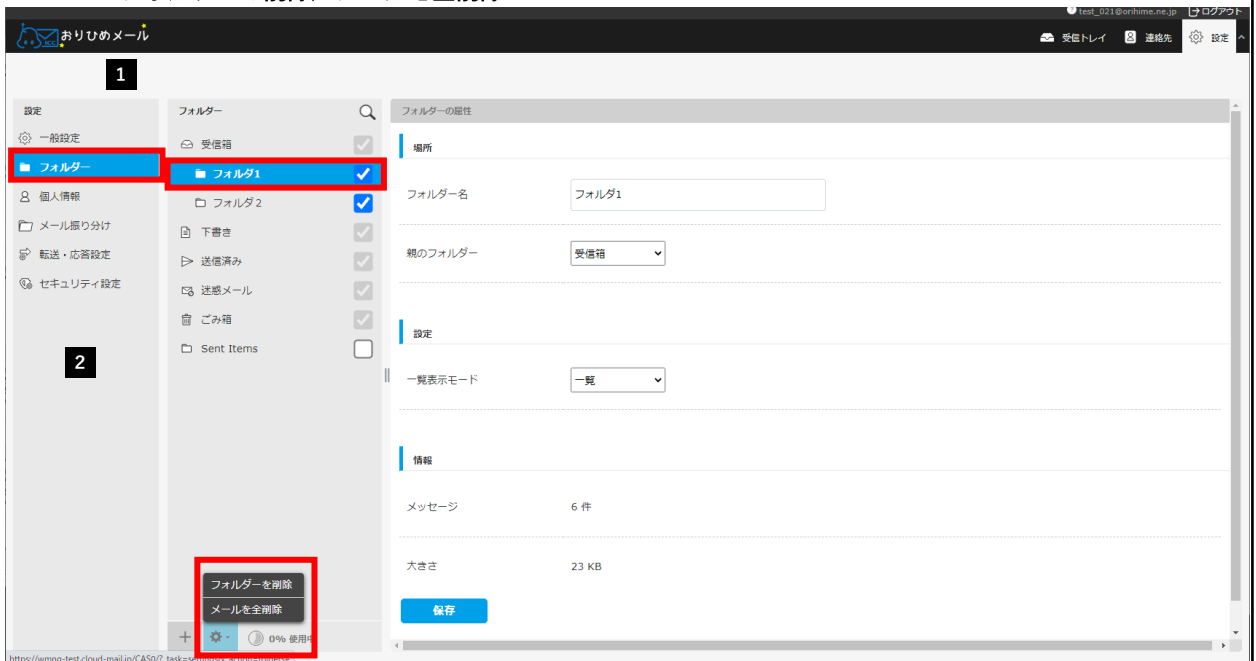 test_021@orihime.ne.jp ログアウト
おりひめメール
受信トレイ 連絡先 設定
1
設定
一般設定
フォルダー
個人情報
メール振り分け
転送・応答設定
セキュリティ設定
2
フォルダー
受信箱
フォルダ1
フォルダ2
下書き
送信済み
迷惑メール
ごみ箱
Sent Items
フォルダーを削除
メールを全削除
0% 使用中
フォルダーの属性
場所
フォルダー名 フォルダ1
親のフォルダー 受信箱
設定
一覧表示モード 一覧
情報
メッセージ 6 件
大きさ 23 KB
保存